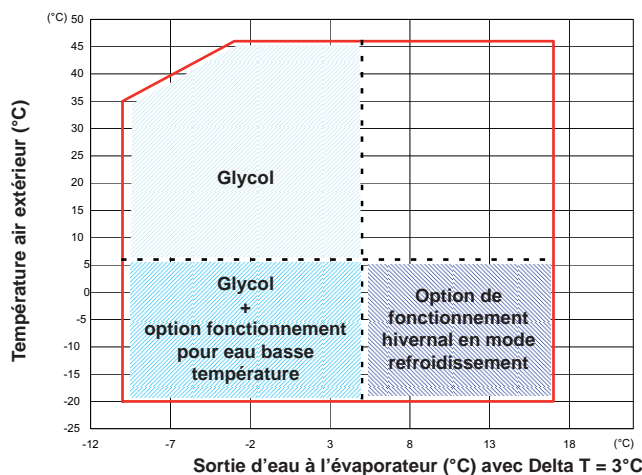 (°C)
50
45
40
35
30
25
20
15
10
5
0
-5
-10
-15
-20
-25
Température air extérieur (°C)
Glycol
Glycol
+
option fonctionnement
pour eau basse
température
Option de
fonctionnement
hivernal en mode
refroidissement
-12 -7 -2 3 8 13 18 (°C)
Sortie d'eau à l'évaporateur (°C) avec Delta T = 3°C